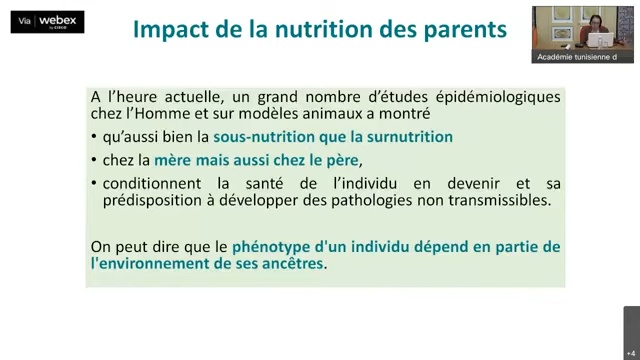 Via webex
by CISCO
Impact de la nutrition des parents
Académie tunisienne d
A l'heure actuelle, un grand nombre d'études épidémiologiques
chez l'Homme et sur modèles animaux a montré
• qu'aussi bien la sous-nutrition que la surnutrition
• chez la mère mais aussi chez le père,
• conditionnent la santé de l'individu en devenir et sa
prédisposition à développer des pathologies non transmissibles.
On peut dire que le phénotype d'un individu dépend en partie de
l'environnement de ses ancêtres.
+4